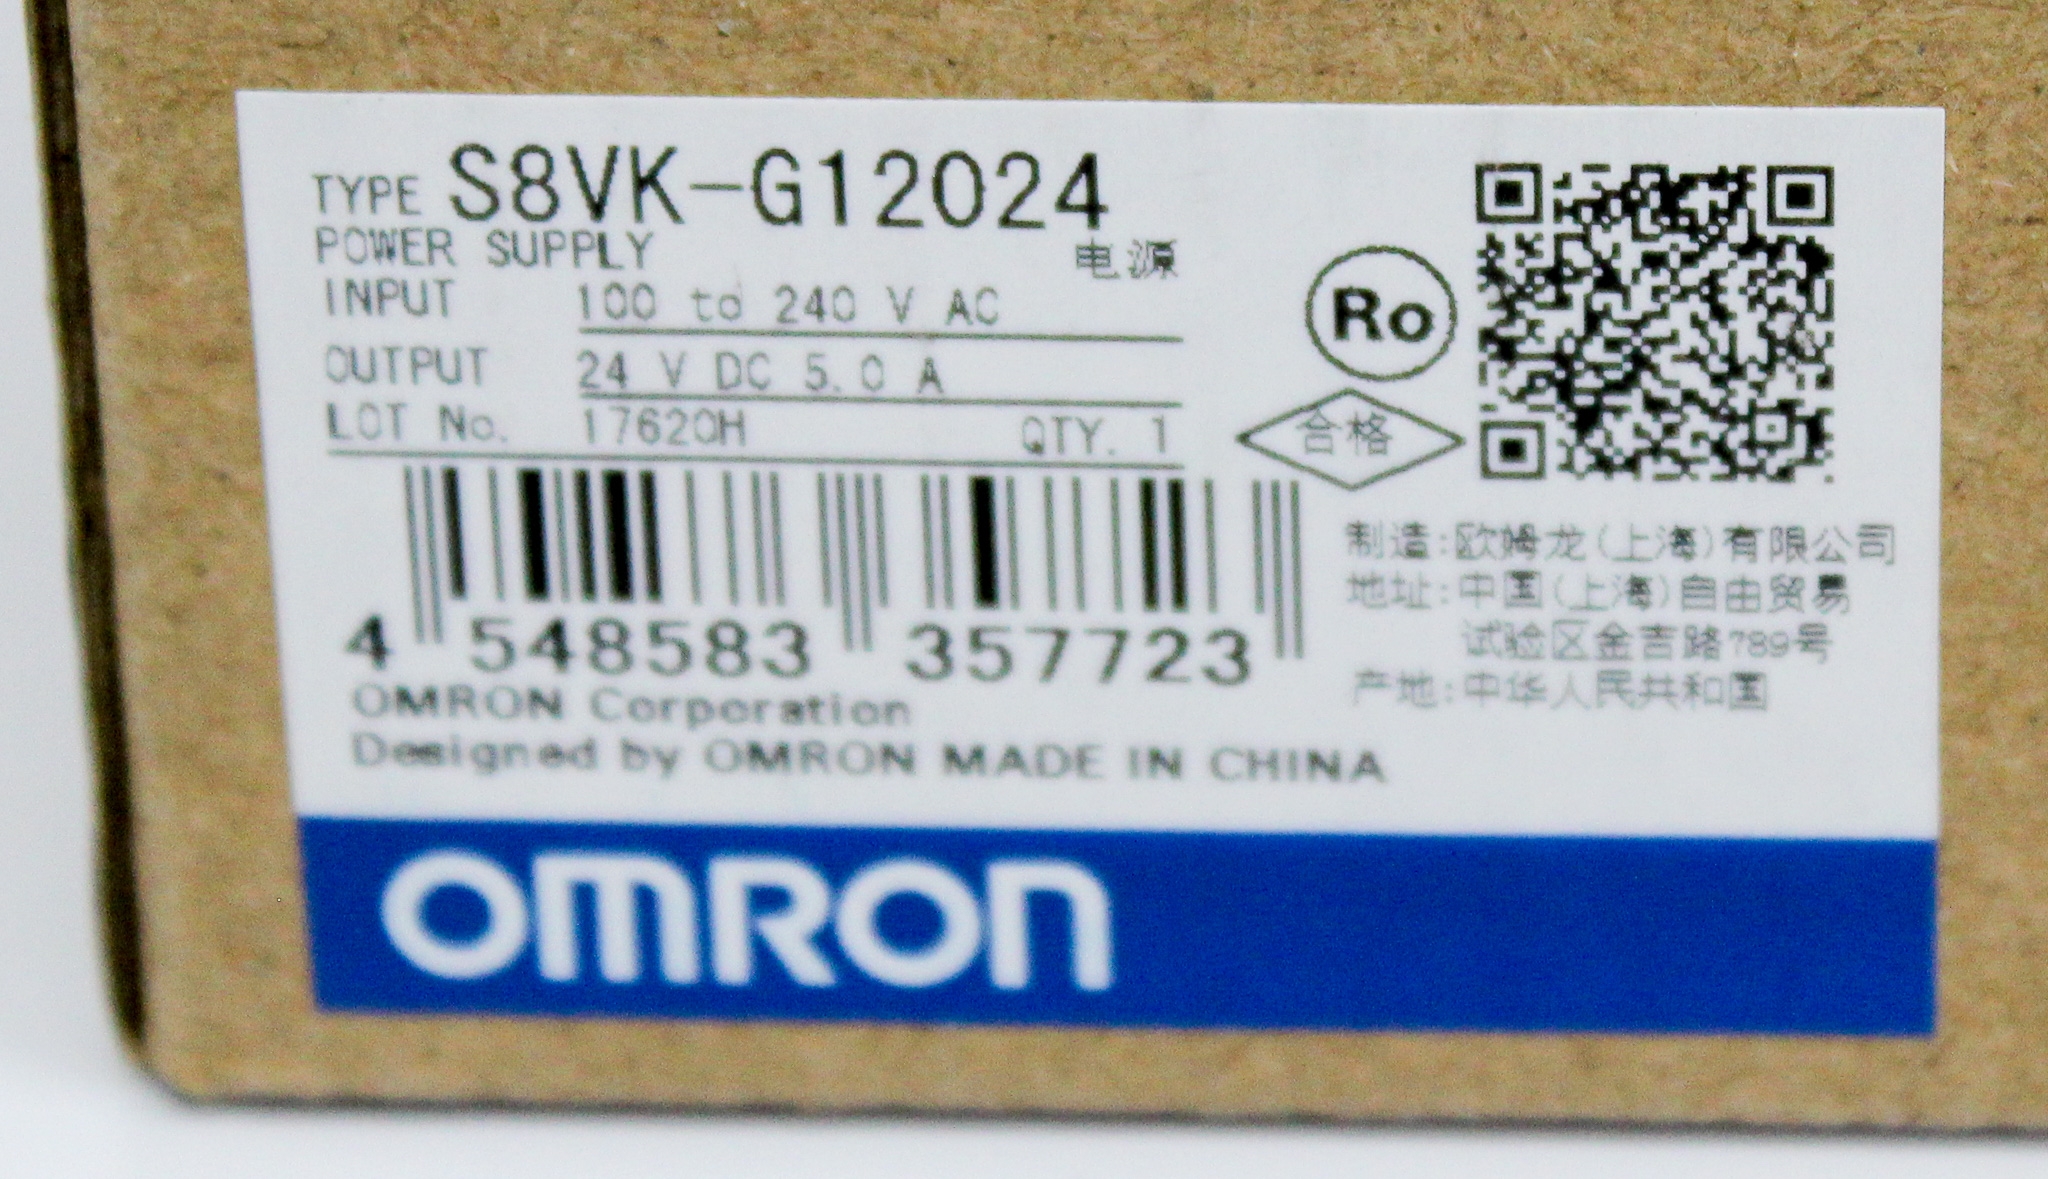 TYPE S8VK-G12024
POWER SUPPLY 电源
INPUT 100 to 240 V AC
OUTPUT 24 V DC 5.0 A
LOT No. 17620H QTY. 1
Ro
合格
4 548583 357723
OMRON Corporation
Designed by OMRON MADE IN CHINA
制造:欧姆龙(上海)有限公司
地址:中国(上海)自由贸易
试验区金吉路789号
产地:中华人民共和国
OMRON